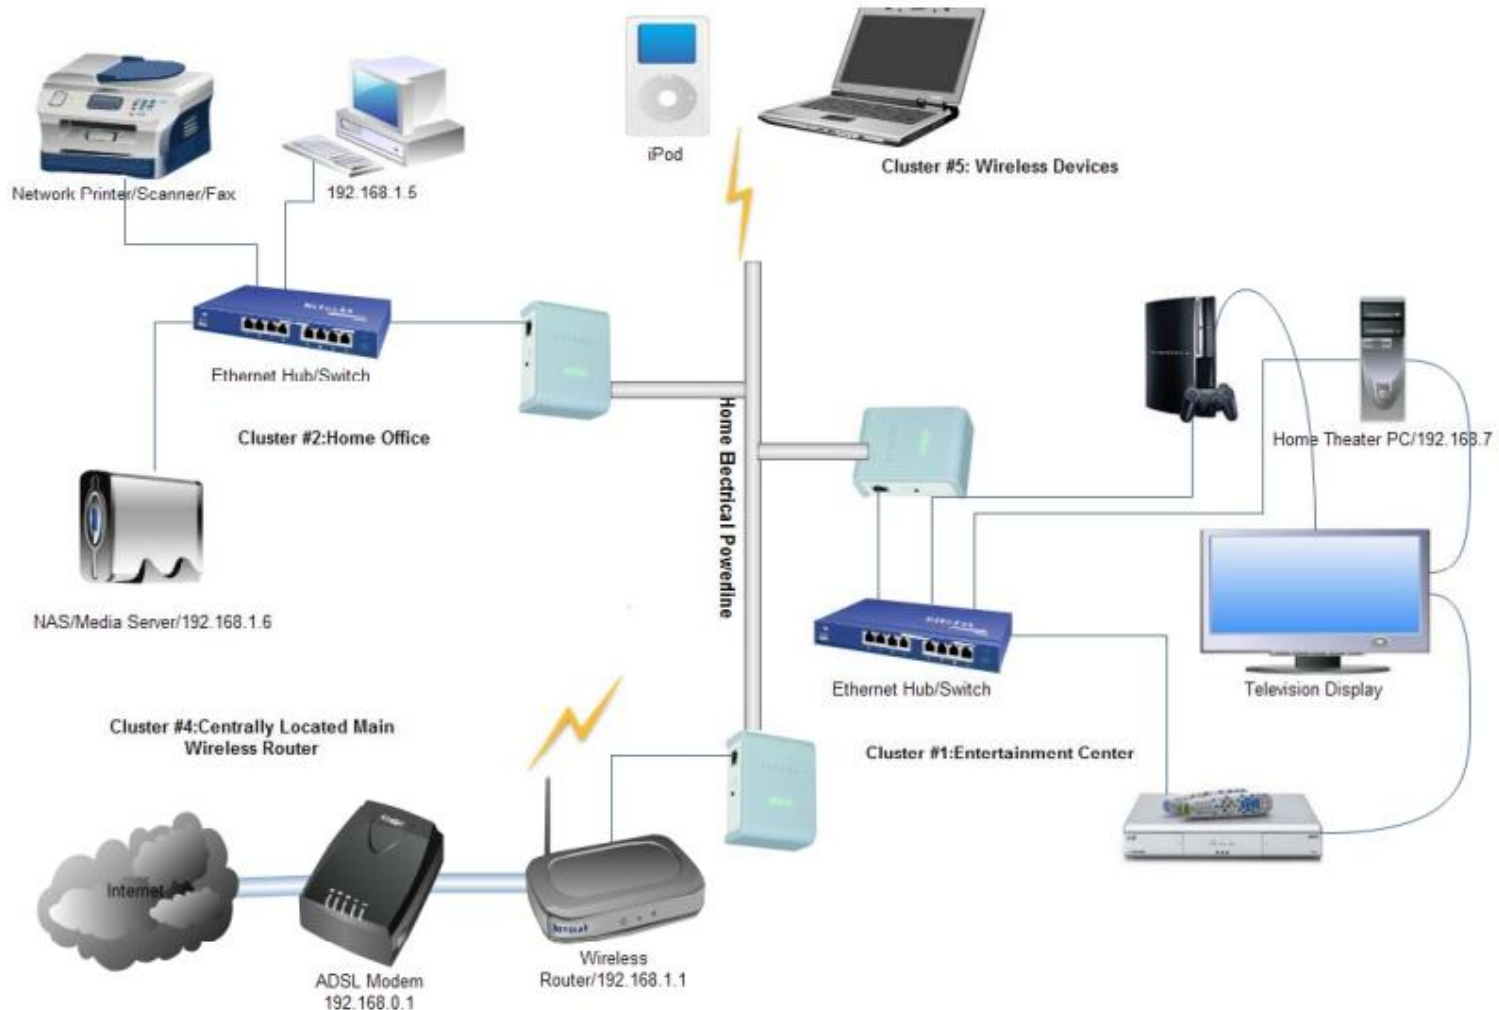 iPod
Cluster #5: Wireless Devices
Network Printer/Scanner/Fax
192.168.1.5
Ethernet Hub/Switch
Cluster #2:Home Office
Home Electrical Powerline
Home Theater PC/192.168.7
NAS/Media Server/192.168.1.6
Ethernet Hub/Switch
Television Display
Cluster #4:Centrally Located Main
Wireless Router
Cluster #1:Entertainment Center
Internet
Wireless
Router/192.168.1.1
ADSL Modem
192.168.0.1